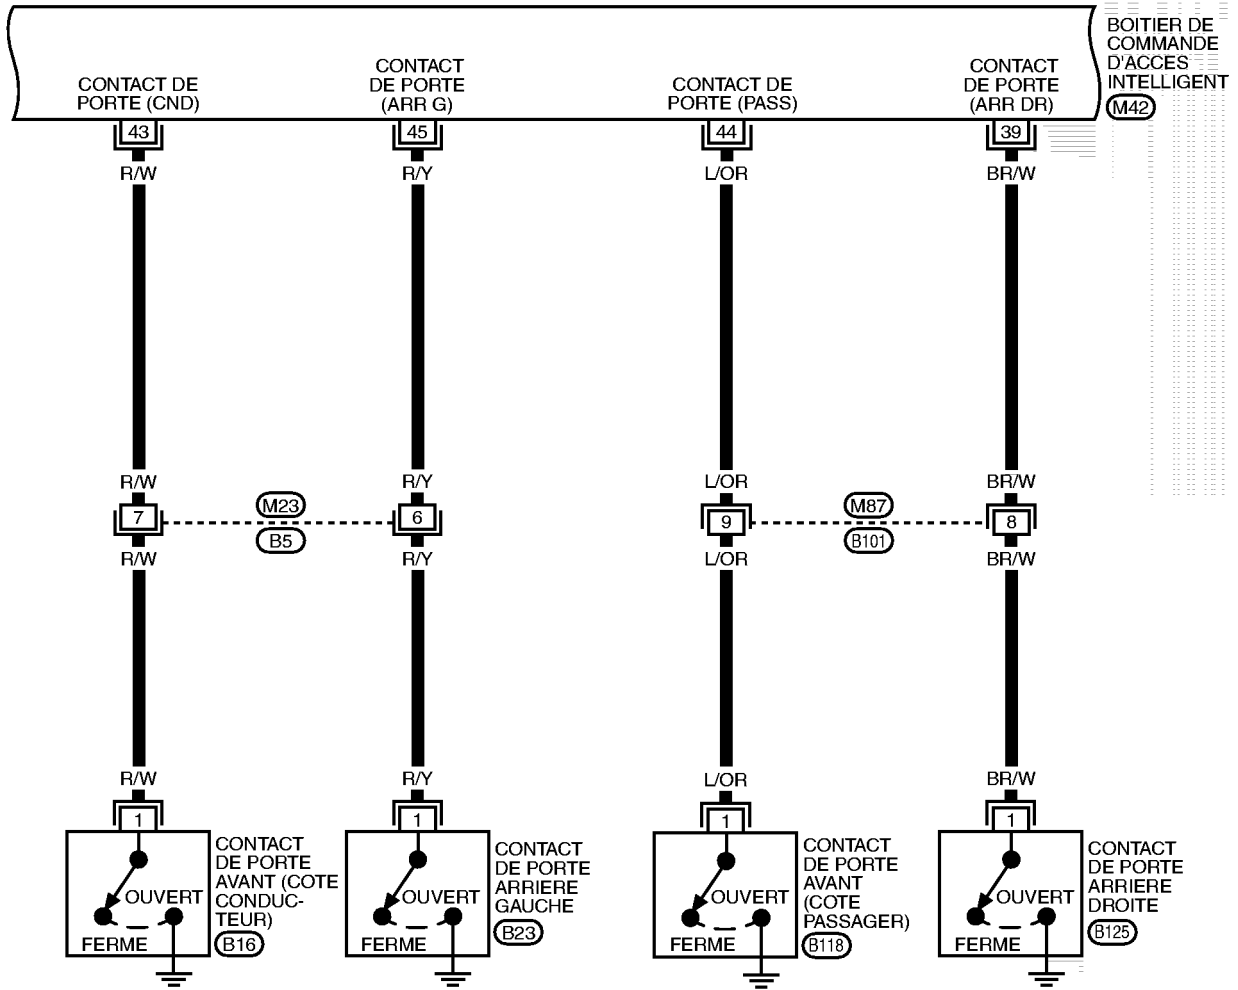 BOITIER DE
COMMANDE
D'ACCES
INTELLIGENT
M42
CONTACT DE
PORTE (CND)
CONTACT
DE PORTE
(ARR G)
CONTACT DE
PORTE (PASS)
CONTACT
DE PORTE
(ARR DR)
43
45
44
39
R/W
R/Y
L/OR
BR/W
R/W
R/Y
L/OR
BR/W
7
M23
B5
6
9
M87
B101
8
R/W
R/Y
L/OR
BR/W
R/W
R/Y
L/OR
BR/W
1
1
1
1
OUVERT
FERME
CONTACT
DE PORTE
AVANT (COTE
CONDUC-
TEUR)
B16
OUVERT
FERME
CONTACT
DE PORTE
ARRIERE
GAUCHE
B23
OUVERT
FERME
CONTACT
DE PORTE
AVANT
(COTE
PASSAGER)
B118
OUVERT
FERME
CONTACT
DE PORTE
ARRIERE
DROITE
B125